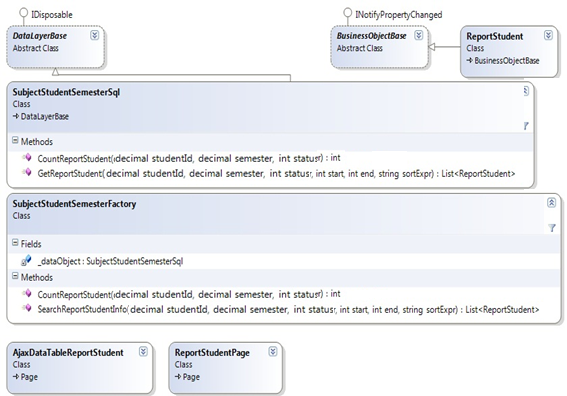 IDisposable
INotifyPropertyChanged
DataLayerBase
Abstract Class
BusinessObjectBase
Abstract Class
ReportStudent
Class
BusinessObjectBase
SubjectStudentSemesterSql
Class
DataLayerBase
Methods
CountReportStudent(decimal studentId, decimal semester, int status) : int
GetReportStudent(decimal studentId, decimal semester, int status, int start, int end, string sortExpr) : List<ReportStudent>
SubjectStudentSemesterFactory
Class
Fields
_dataObject : SubjectStudentSemesterSql
Methods
CountReportStudent(decimal studentId, decimal semester, int status) : int
SearchReportStudentInfo(decimal studentId, decimal semester, int status, int start, int end, string sortExpr) : List<ReportStudent>
AjaxDataTableReportStudent
Class
Page
ReportStudentPage
Class
Page